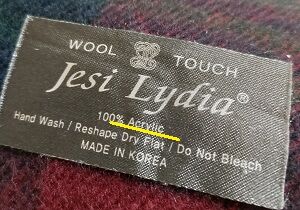 WOOL TOUCH
Jesi Lydia®
100% Acrylic
Hand Wash / Reshape Dry Flat / Do Not Bleach
MADE IN KOREA